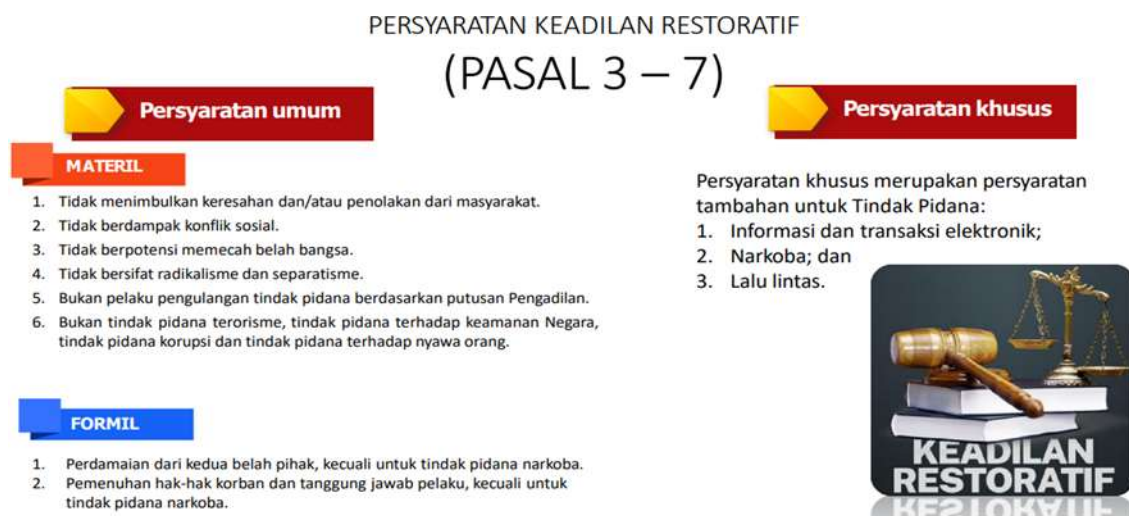 PERSYARATAN KEADILAN RESTORATIF
(PASAL 3 – 7)
Persyaratan umum
MATERIL
1. Tidak menimbulkan keresahan dan/atau penolakan dari masyarakat.
2. Tidak berdampak konflik sosial.
3. Tidak berpotensi memecah belah bangsa.
4. Tidak bersifat radikalisme dan separatisme.
5. Bukan pelaku pengulangan tindak pidana berdasarkan putusan Pengadilan.
6. Bukan tindak pidana terorisme, tindak pidana terhadap keamanan Negara,
tindak pidana korupsi dan tindak pidana terhadap nyawa orang.
FORMIL
1. Perdamaian dari kedua belah pihak, kecuali untuk tindak pidana narkoba.
2. Pemenuhan hak-hak korban dan tanggung jawab pelaku, kecuali untuk
tindak pidana narkoba.
Persyaratan khusus
Persyaratan khusus merupakan persyaratan
tambahan untuk Tindak Pidana:
1. Informasi dan transaksi elektronik;
2. Narkoba; dan
3. Lalu lintas.
KEADILAN
RESTORATIF